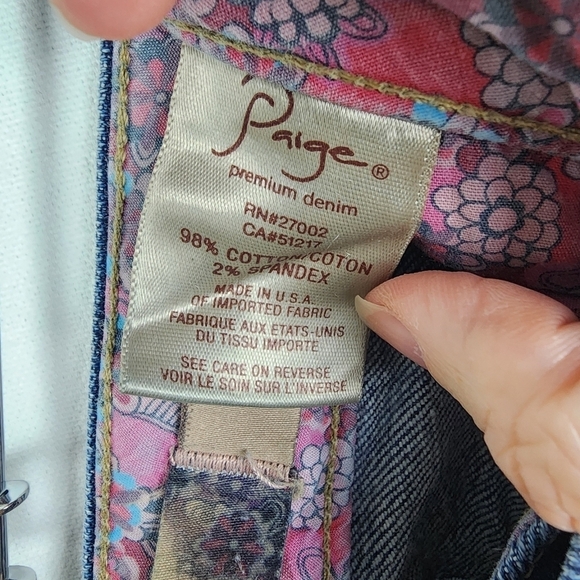 Paige®
premium denim
RN#27002
CA#51217
98% COTTON/COTON
2% SPANDEX
MADE IN U.S.A.
OF IMPORTED FABRIC
FABRIQUE AUX ETATS-UNIS
DU TISSU IMPORTE
SEE CARE ON REVERSE
VOIR LE SOIN SUR L'INVERSE